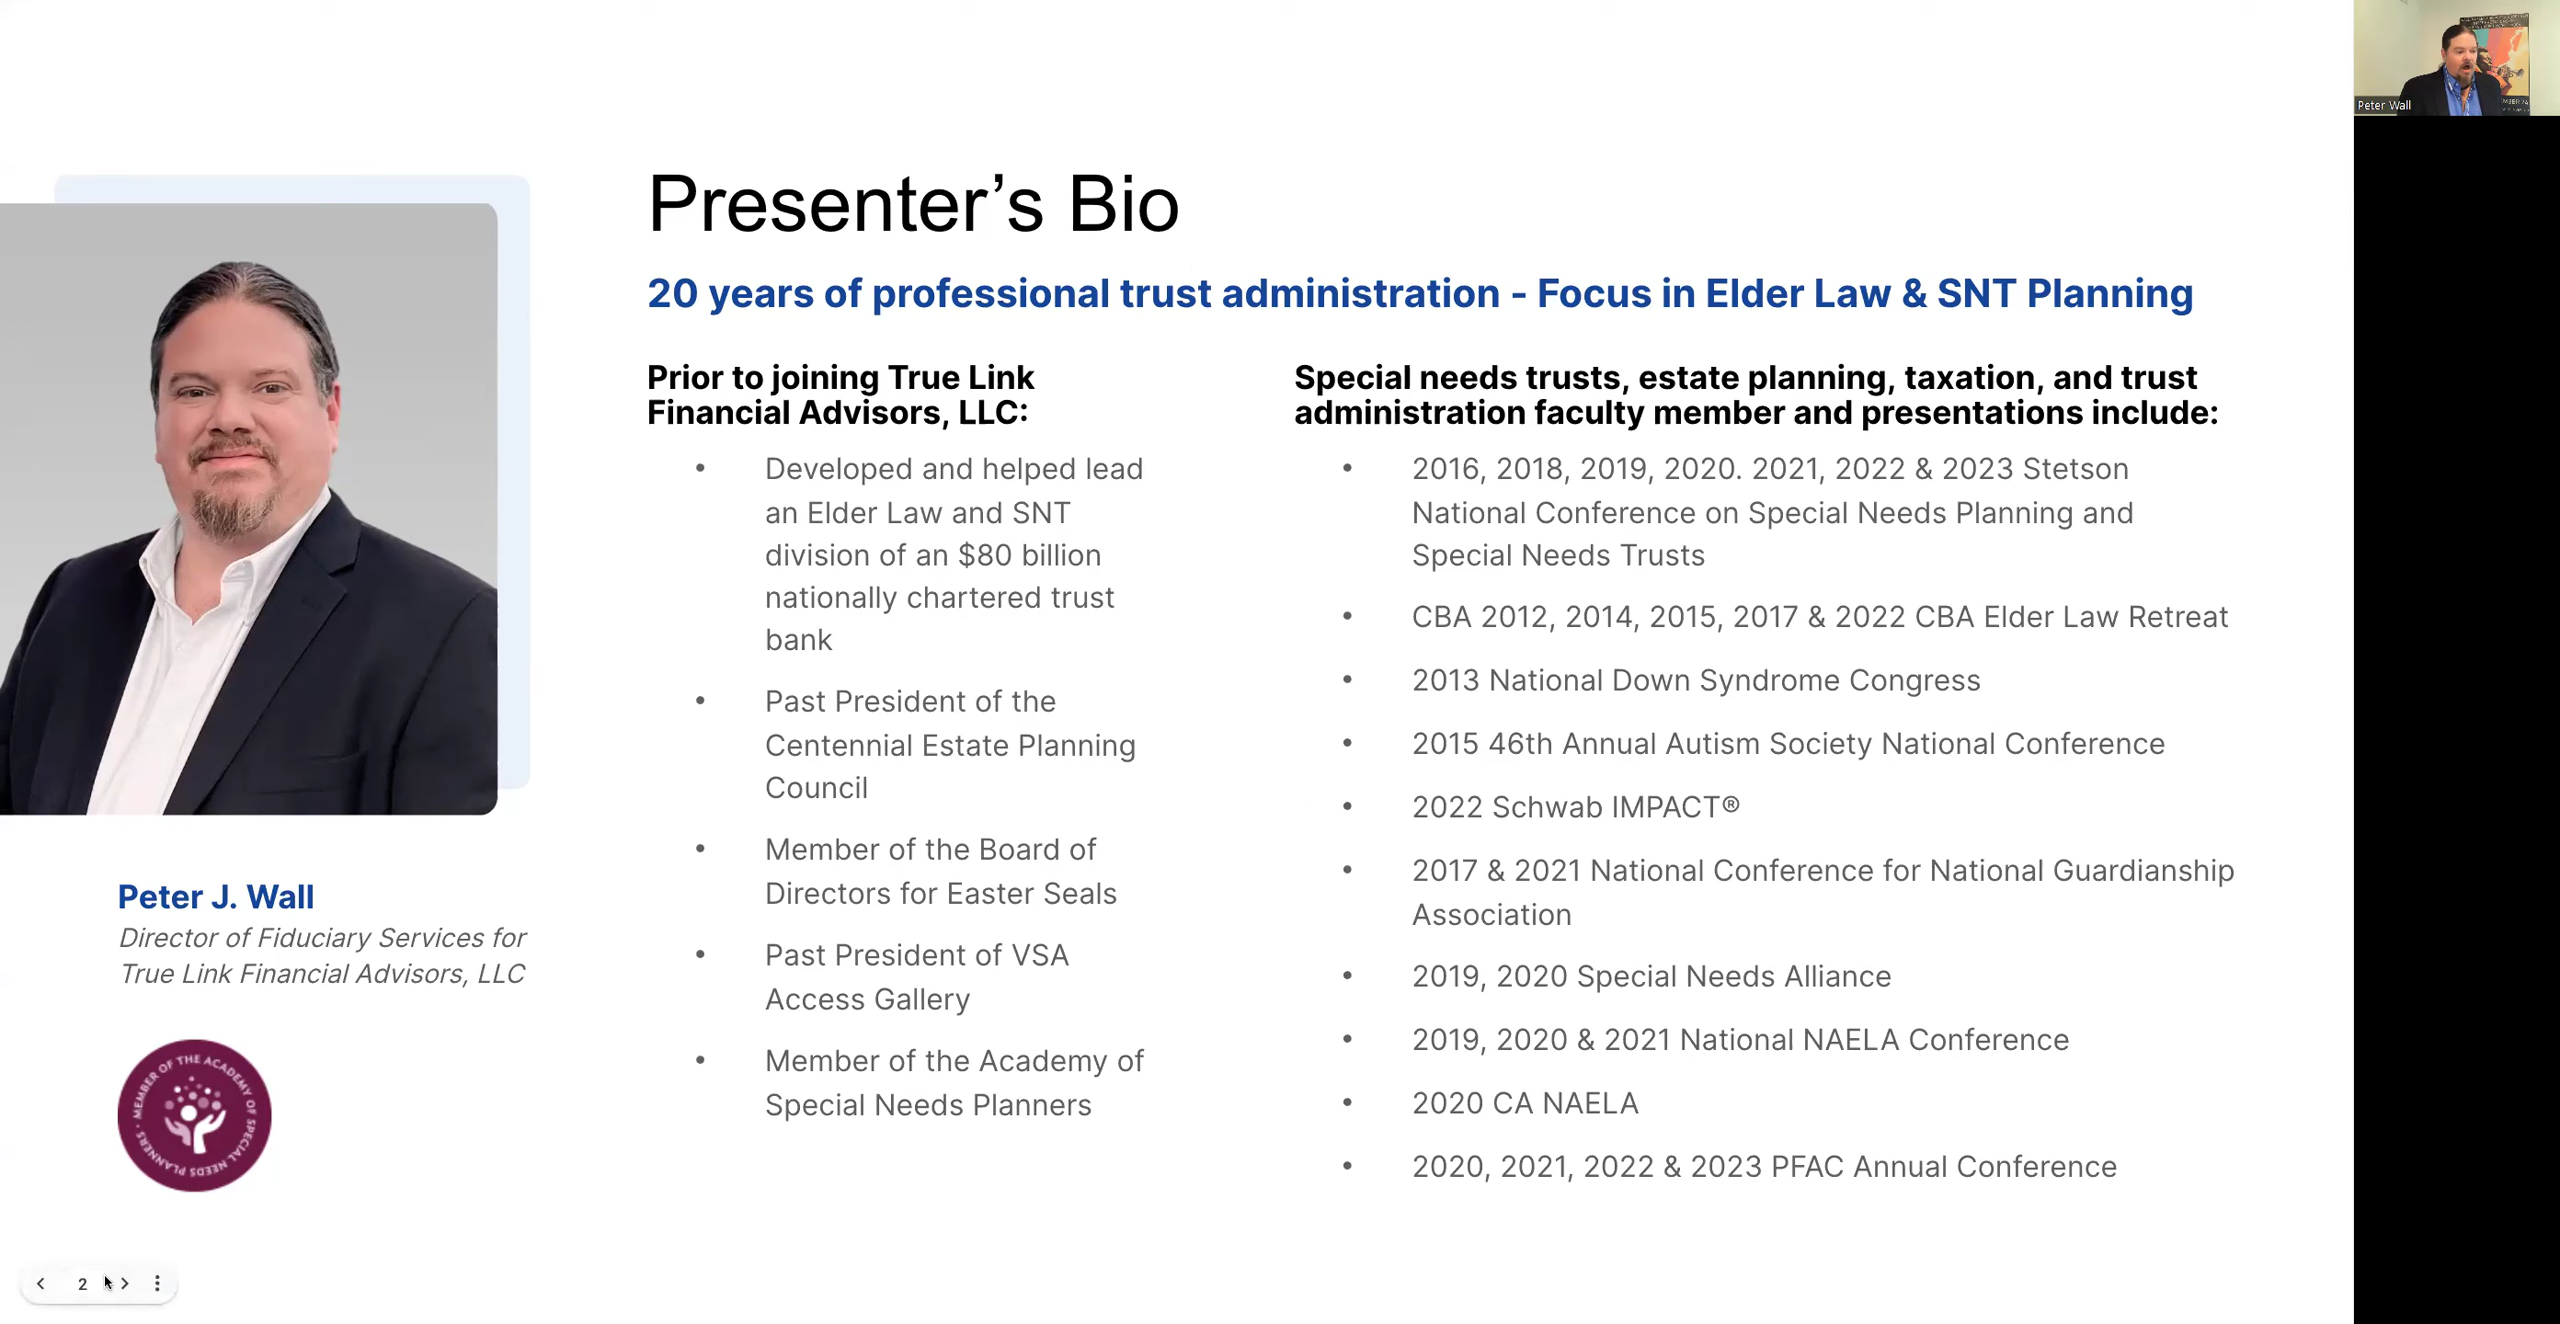 Presenter’s Bio
20 years of professional trust administration - Focus in Elder Law & SNT Planning
Prior to joining True Link
Financial Advisors, LLC:
• Developed and helped lead
an Elder Law and SNT
division of an $80 billion
nationally chartered trust
bank
• Past President of the
Centennial Estate Planning
Council
• Member of the Board of
Directors for Easter Seals
• Past President of VSA
Access Gallery
• Member of the Academy of
Special Needs Planners
Special needs trusts, estate planning, taxation, and trust
administration faculty member and presentations include:
• 2016, 2018, 2019, 2020. 2021, 2022 & 2023 Stetson
National Conference on Special Needs Planning and
Special Needs Trusts
• CBA 2012, 2014, 2015, 2017 & 2022 CBA Elder Law Retreat
• 2013 National Down Syndrome Congress
• 2015 46th Annual Autism Society National Conference
• 2022 Schwab IMPACT®
• 2017 & 2021 National Conference for National Guardianship
Association
• 2019, 2020 Special Needs Alliance
• 2019, 2020 & 2021 National NAELA Conference
• 2020 CA NAELA
• 2020, 2021, 2022 & 2023 PFAC Annual Conference
Peter J. Wall
Director of Fiduciary Services for
True Link Financial Advisors, LLC
MEMBER OF THE ACADEMY OF SPECIAL NEEDS PLANNERS •
2
Peter Wall